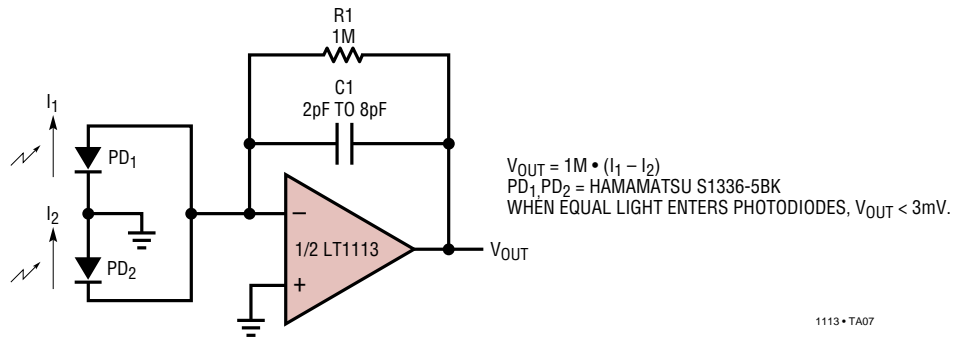 R1
1M
C1
2pF TO 8pF
I1
PD1
I2
PD2
–
1/2 LT1113
+
VOUT
VOUT = 1M • (I1 – I2)
PD1,PD2 = HAMAMATSU S1336-5BK
WHEN EQUAL LIGHT ENTERS PHOTODIODES, VOUT < 3mV.
1113 • TA07